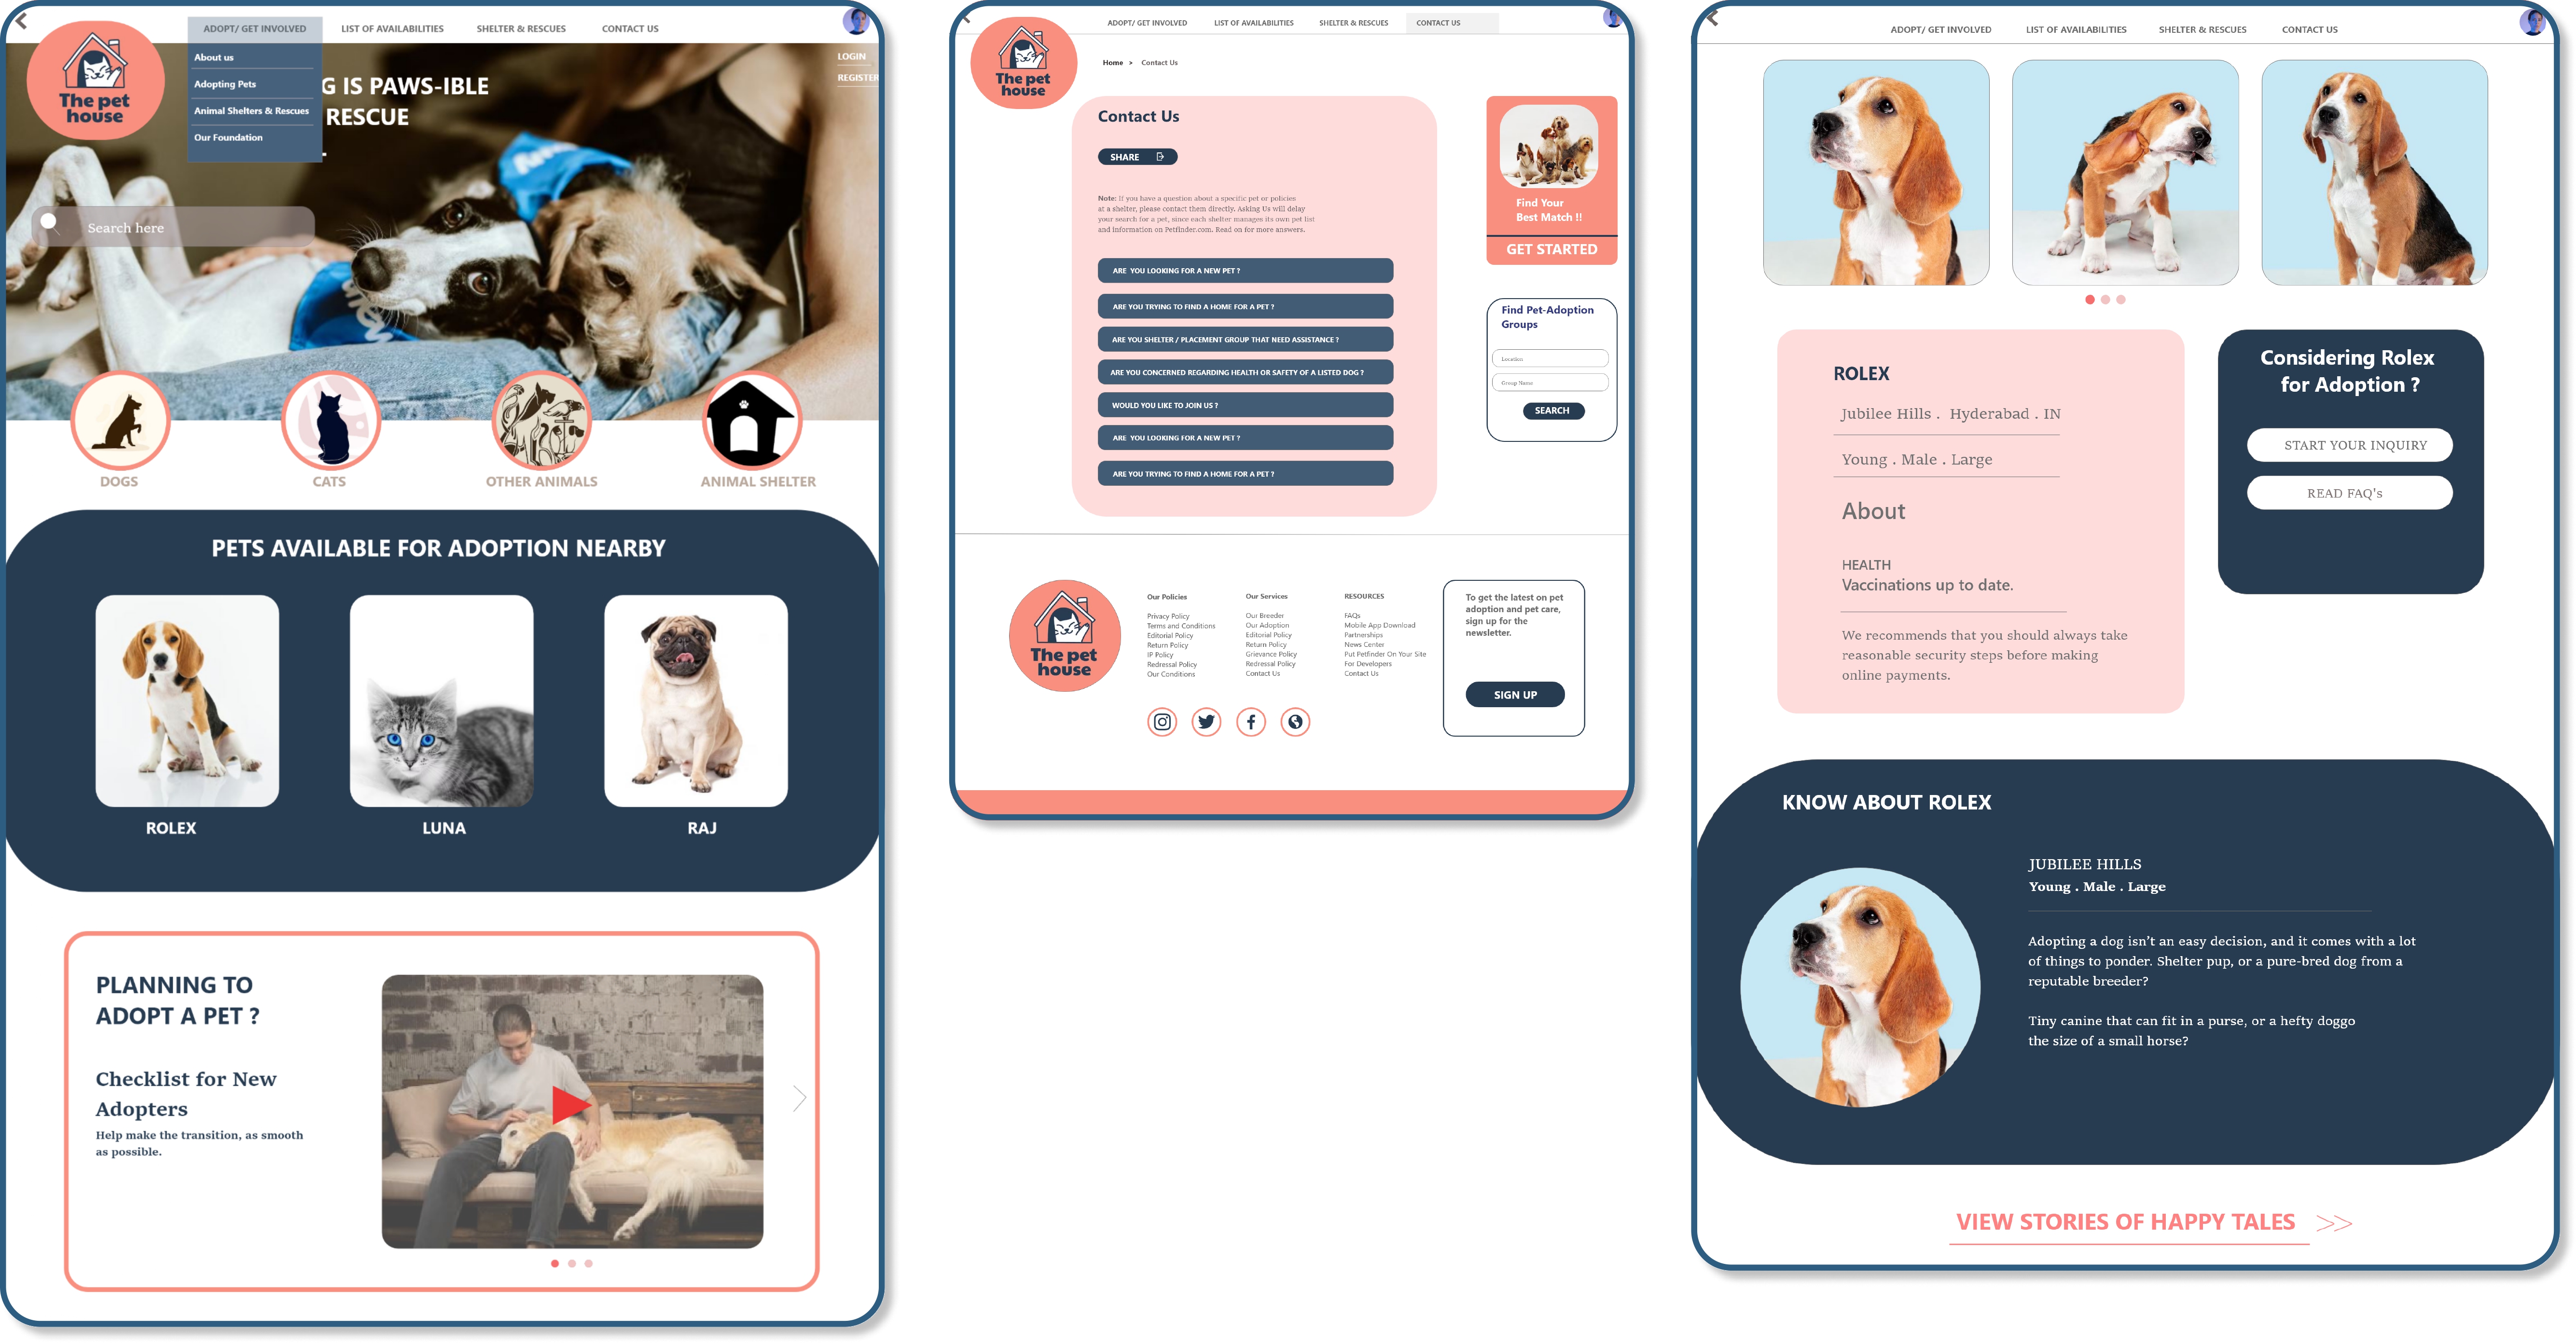 ADOPT/ GET INVOLVED
LIST OF AVAILABILITIES
SHELTER & RESCUES
CONTACT US
The pet
house
About us
Adopting Pets
Animal Shelters & Rescues
Our Foundation
LOGIN
REGISTER
G IS PAWS-IBLE
RESCUE
Search here
DOGS
CATS
OTHER ANIMALS
ANIMAL SHELTER
PETS AVAILABLE FOR ADOPTION NEARBY
ROLEX
LUNA
RAJ
PLANNING TO
ADOPT A PET ?
Checklist for New
Adopters
Help make the transition, as smooth
as possible.
ADOPT/ GET INVOLVED
LIST OF AVAILABILITIES
SHELTER & RESCUES
CONTACT US
The pet
house
Home > Contact Us
Contact Us
SHARE
Note: If you have a question about a specific pet or policies
at a shelter, please contact them directly. Asking Us will delay
your search for a pet, since each shelter manages its own pet list
and information on Petfinder.com. Read on for more answers.
ARE YOU LOOKING FOR A NEW PET ?
ARE YOU TRYING TO FIND A HOME FOR A PET ?
ARE YOU SHELTER / PLACEMENT GROUP THAT NEED ASSISTANCE ?
ARE YOU CONCERNED REGARDING HEALTH OR SAFETY OF A LISTED DOG ?
WOULD YOU LIKE TO JOIN US ?
ARE YOU LOOKING FOR A NEW PET ?
ARE YOU TRYING TO FIND A HOME FOR A PET ?
Find Your
Best Match !!
GET STARTED
Find Pet-Adoption
Groups
Location
Group Name
SEARCH
The pet
house
Our Policies
Privacy Policy
Terms and Conditions
Editorial Policy
Return Policy
IP Policy
Redressal Policy
Our Conditions
Our Services
Our Breeder
Our Adoption
Editorial Policy
Return Policy
Grievance Policy
Redressal Policy
Contact Us
RESOURCES
FAQs
Mobile App Download
Partnerships
News Center
Put Petfinder On Your Site
For Developers
Contact Us
To get the latest on pet
adoption and pet care,
sign up for the
newsletter.
SIGN UP
ADOPT/ GET INVOLVED
LIST OF AVAILABILITIES
SHELTER & RESCUES
CONTACT US
ROLEX
Jubilee Hills . Hyderabad . IN
Young . Male . Large
About
HEALTH
Vaccinations up to date.
We recommends that you should always take
reasonable security steps before making
online payments.
Considering Rolex
for Adoption ?
START YOUR INQUIRY
READ FAQ's
KNOW ABOUT ROLEX
JUBILEE HILLS
Young . Male . Large
Adopting a dog isn't an easy decision, and it comes with a lot
of things to ponder. Shelter pup, or a pure-bred dog from a
reputable breeder?
Tiny canine that can fit in a purse, or a hefty doggo
the size of a small horse?
VIEW STORIES OF HAPPY TALES >>